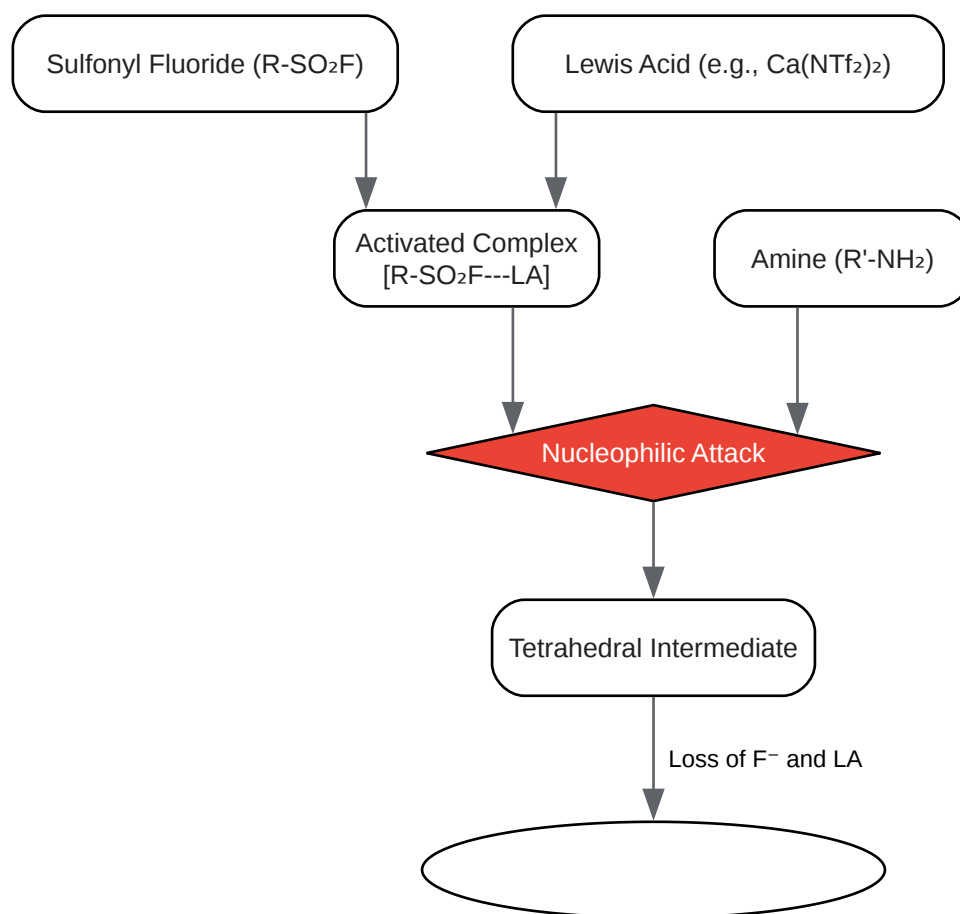 Sulfonyl Fluoride (R-SO₂F)
Lewis Acid (e.g., Ca(NTf₂)₂)
Activated Complex
[R-SO₂F---LA]
Amine (R'-NH₂)
Nucleophilic Attack
Tetrahedral Intermediate
Loss of F⁻ and LA